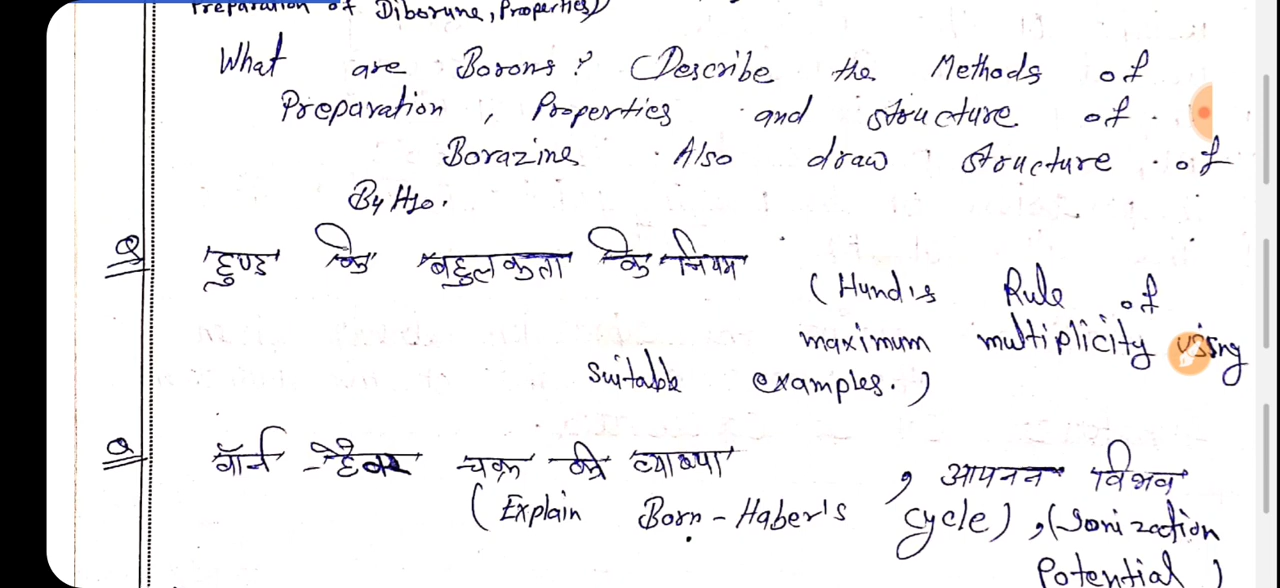 Preparation of Diborane, Properties)
What are Borons? Describe the Methods of
Preparation, Properties and structure of
Borazine. Also draw structure of
B4H10.
Q हुण्ड कि बहुलकता कि नियम
(Hund's Rule of
maximum multiplicity using
suitable examples.)
Q बॉर्न - हैबर चक्र की व्याख्या, आयनन विभव
(Explain Born-Haber's cycle), (Ionization
Potential)